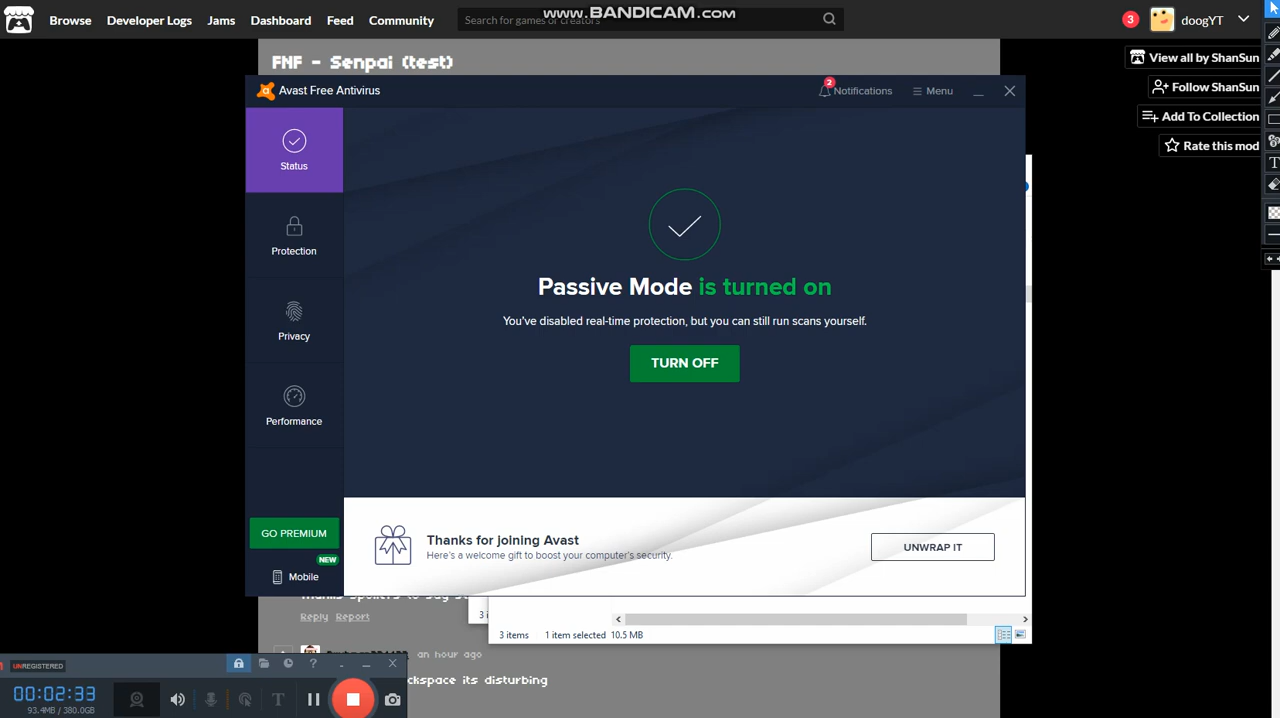 www.BANDICAM.com
Browse Developer Logs Jams Dashboard Feed Community
Search for games or creators
3 doogYT
FNF - Senpai (test)
View all by ShanSun
Follow ShanSun
Add To Collection
Rate this mod
Avast Free Antivirus
2 Notifications
Menu
Status
Protection
Privacy
Performance
Passive Mode is turned on
You've disabled real-time protection, but you can still run scans yourself.
TURN OFF
GO PREMIUM
NEW
Mobile
Thanks for joining Avast
Here's a welcome gift to boost your computer's security.
UNWRAP IT
Reply Report
3 items 1 item selected 10.5 MB
an hour ago
ckspace its disturbing
UNREGISTERED
00:02:33
93.4MB / 380.0GB